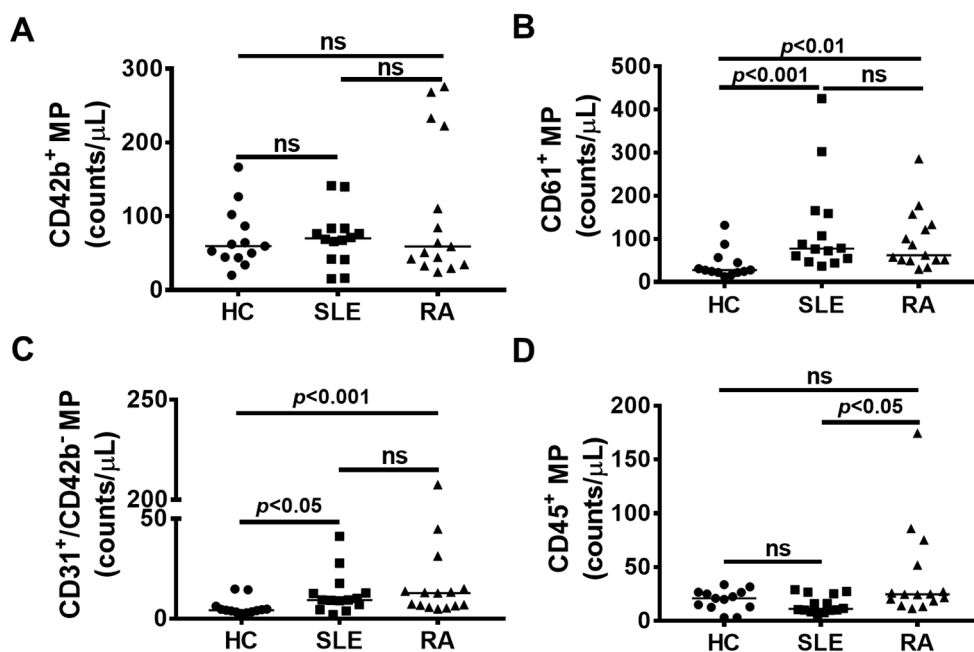 A
ns
ns
ns
CD42b⁺ MP
(counts/μL)
300
200
100
0
HC SLE RA
B
p<0.01
p<0.001 ns
CD61⁺ MP
(counts/μL)
500
400
300
200
100
0
HC SLE RA
C
p<0.001
ns
p<0.05
CD31⁺/CD42b⁻ MP
(counts/μL)
250
200
50
0
HC SLE RA
D
ns
p<0.05
ns
CD45⁺ MP
(counts/μL)
200
150
100
50
0
HC SLE RA